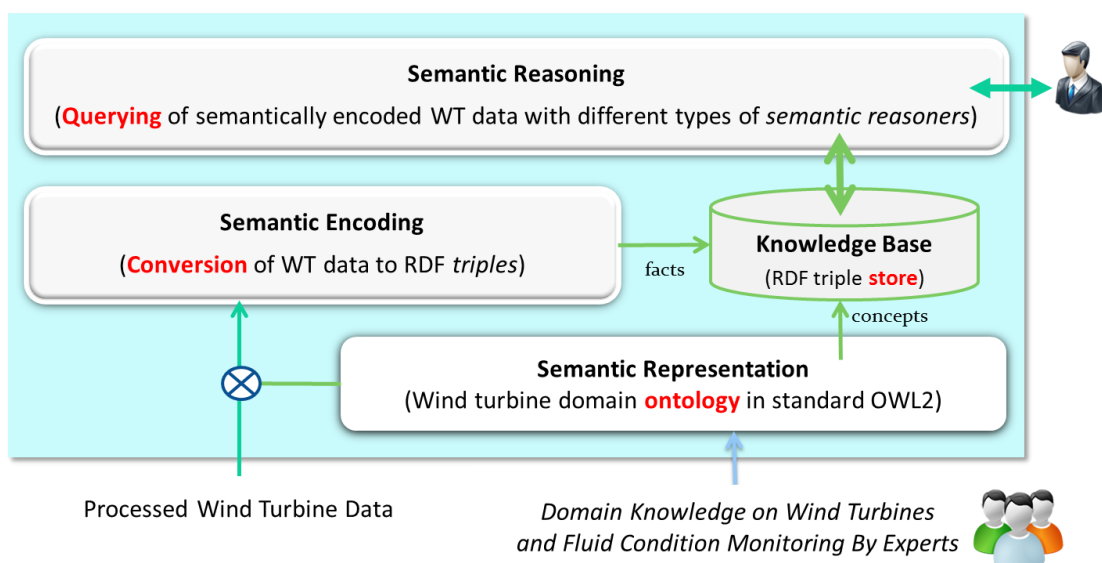 Semantic Reasoning
(Querying of semantically encoded WT data with different types of semantic reasoners)
Semantic Encoding
(Conversion of WT data to RDF triples)
facts
Knowledge Base
(RDF triple store)
concepts
Semantic Representation
(Wind turbine domain ontology in standard OWL2)
Processed Wind Turbine Data
Domain Knowledge on Wind Turbines
and Fluid Condition Monitoring By Experts